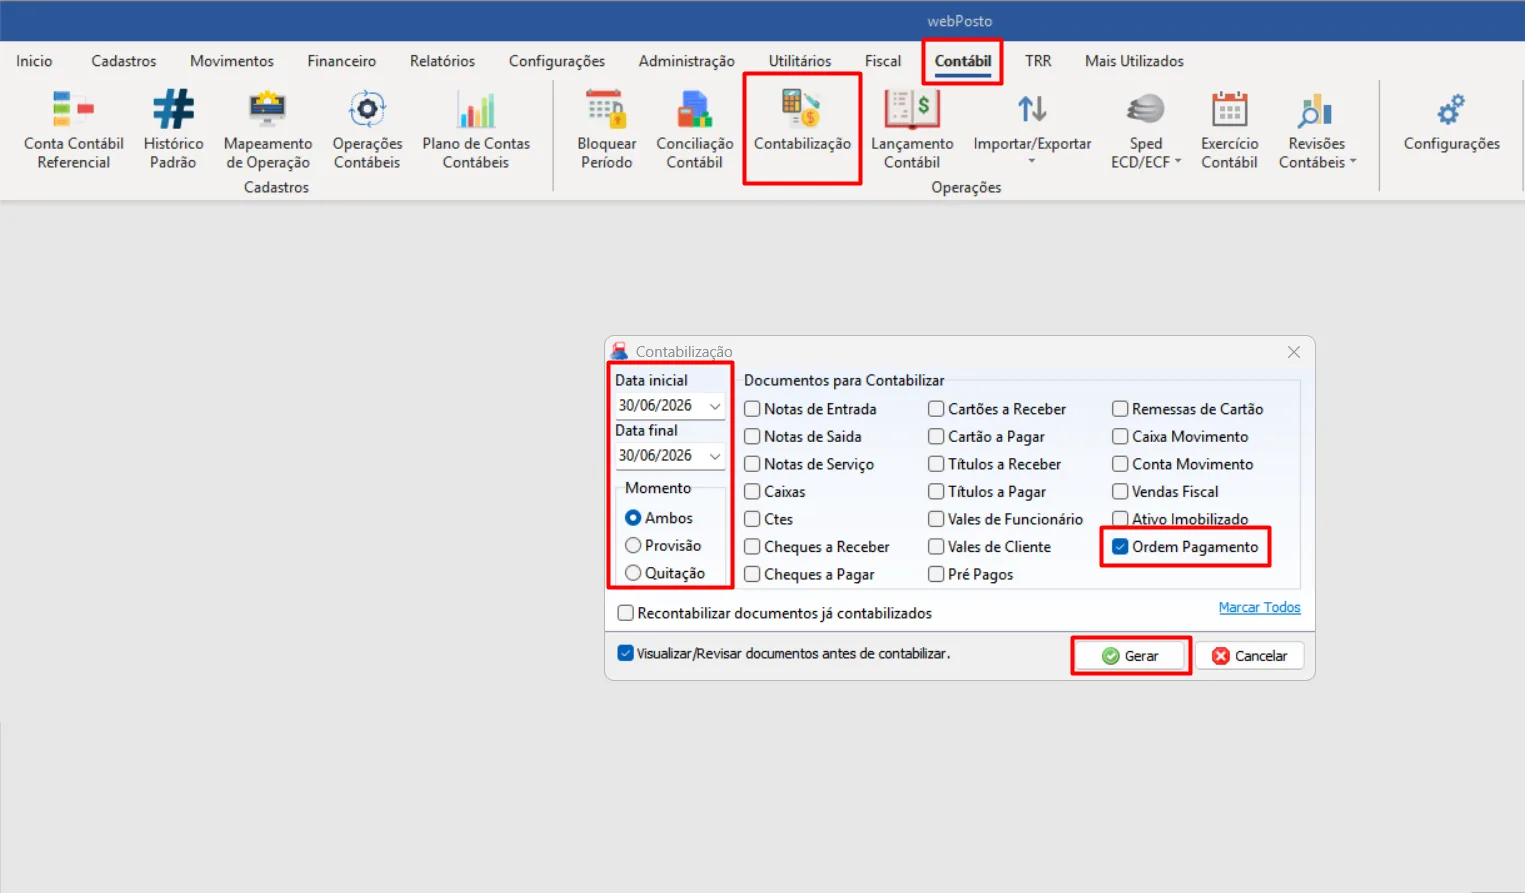 webPosto
Inicio Cadastros Movimentos Financeiro Relatórios Configurações Administração Utilitários Fiscal Contábil TRR Mais Utilizados
Conta Contábil Referencial
Histórico Padrão
Mapeamento de Operação
Operações Contábeis
Plano de Contas Contábeis
Cadastros
Bloquear Período
Conciliação Contábil
Contabilização
Lançamento Contábil
Importar/Exportar
Sped ECD/ECF
Exercício Contábil
Revisões Contábeis
Operações
Configurações
Contabilização
Data inicial
30/06/2026
Data final
30/06/2026
Momento
Ambos
Provisão
Quitação
Documentos para Contabilizar
Notas de Entrada
Notas de Saida
Notas de Serviço
Caixas
Ctes
Cheques a Receber
Cheques a Pagar
Cartões a Receber
Cartão a Pagar
Títulos a Receber
Títulos a Pagar
Vales de Funcionário
Vales de Cliente
Pré Pagos
Remessas de Cartão
Caixa Movimento
Conta Movimento
Vendas Fiscal
Ativo Imobilizado
Ordem Pagamento
Recontabilizar documentos já contabilizados
Marcar Todos
Visualizar/Revisar documentos antes de contabilizar.
Gerar
Cancelar